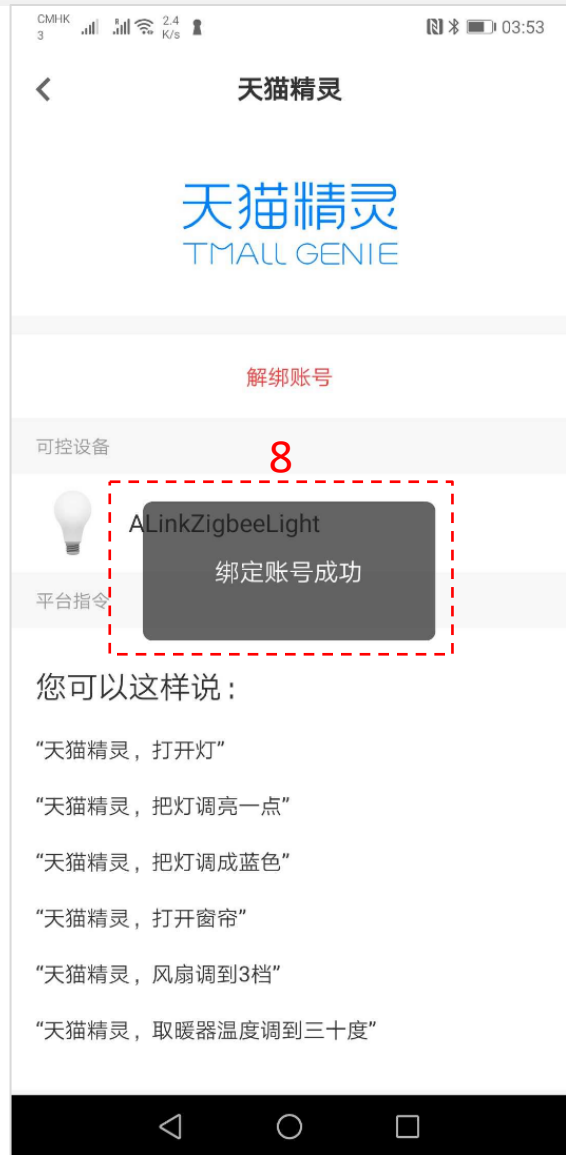 CMHK
3
2.4
K/s
03:53
天猫精灵
天猫精灵
TMALL GENIE
解绑账号
可控设备
8
ALinkZigbeeLight
绑定账号成功
平台指令
您可以这样说:
“天猫精灵，打开灯”
“天猫精灵，把灯调亮一点”
“天猫精灵，把灯调成蓝色”
“天猫精灵，打开窗帘”
“天猫精灵，风扇调到3档”
“天猫精灵，取暖器温度调到三十度”